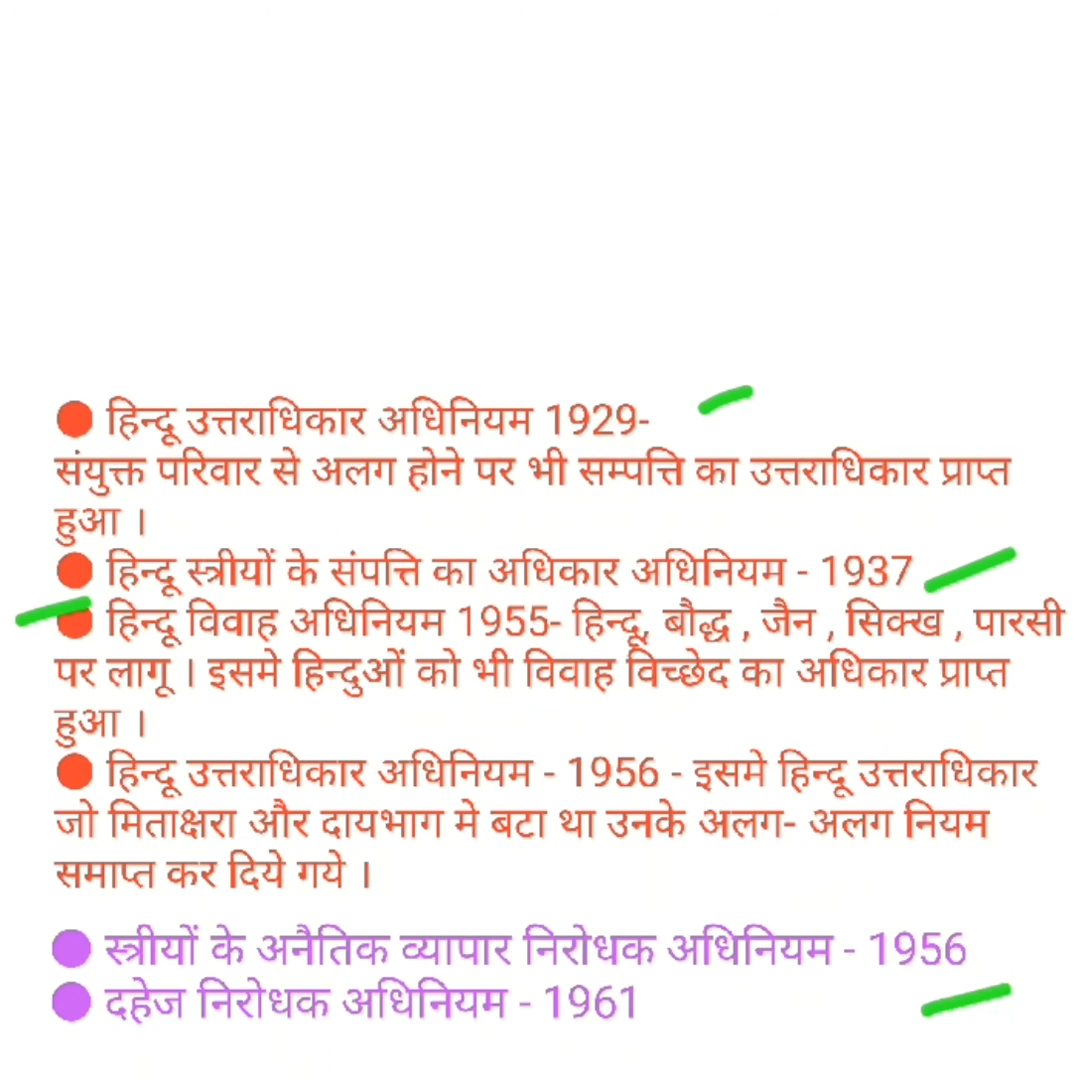 ● हिन्दू उत्तराधिकार अधिनियम 1929-
संयुक्त परिवार से अलग होने पर भी सम्पत्ति का उत्तराधिकार प्राप्त
हुआ ।
● हिन्दू स्त्रीयों के संपत्ति का अधिकार अधिनियम - 1937
● हिन्दू विवाह अधिनियम 1955- हिन्दू, बौद्ध , जैन , सिक्ख , पारसी
पर लागू । इसमे हिन्दुओं को भी विवाह विच्छेद का अधिकार प्राप्त
हुआ ।
● हिन्दू उत्तराधिकार अधिनियम - 1956 - इसमे हिन्दू उत्तराधिकार
जो मिताक्षरा और दायभाग मे बटा था उनके अलग- अलग नियम
समाप्त कर दिये गये ।
● स्त्रीयों के अनैतिक व्यापार निरोधक अधिनियम - 1956
● दहेज निरोधक अधिनियम - 1961